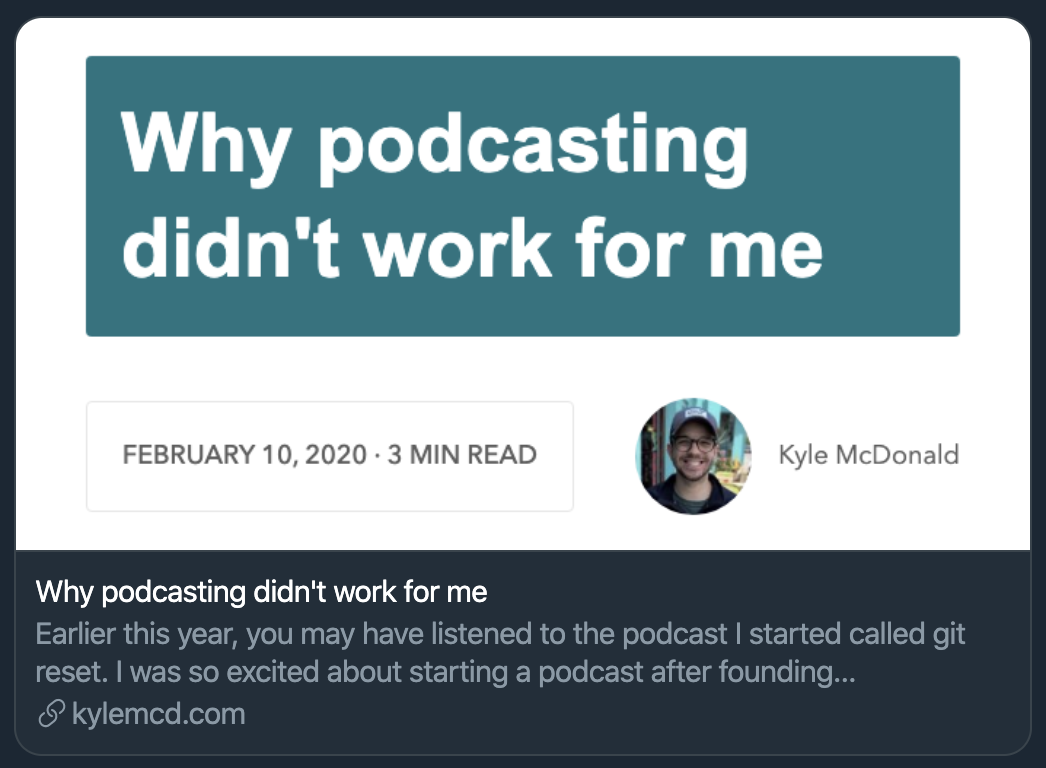 Why podcasting
didn't work for me
FEBRUARY 10, 2020 · 3 MIN READ
Kyle McDonald
Why podcasting didn't work for me
Earlier this year, you may have listened to the podcast I started called git
reset. I was so excited about starting a podcast after founding...
kylemcd.com